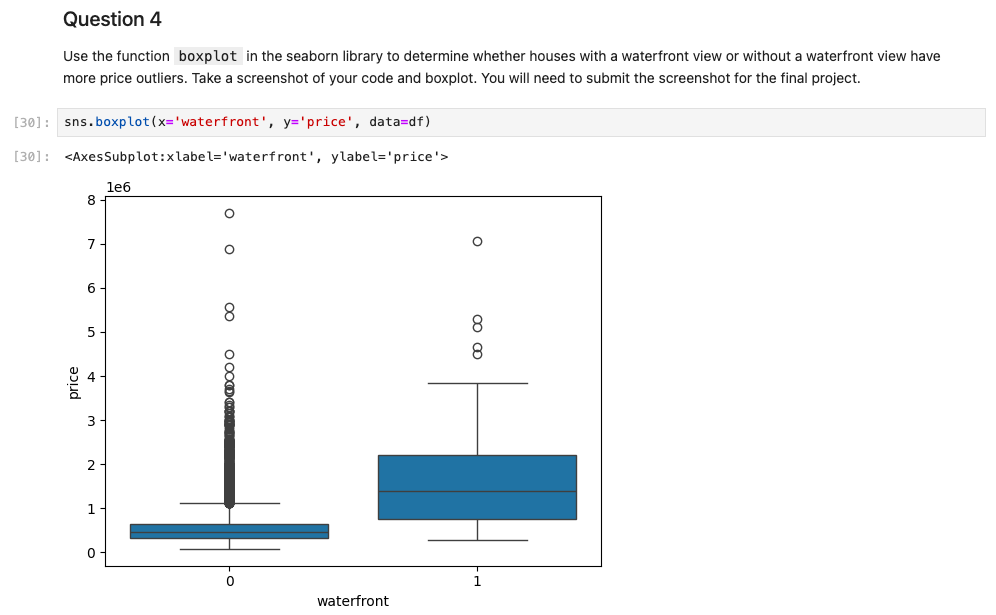 Question 4
Use the function boxplot in the seaborn library to determine whether houses with a waterfront view or without a waterfront view have
more price outliers. Take a screenshot of your code and boxplot. You will need to submit the screenshot for the final project.
[30]: sns.boxplot(x='waterfront', y='price', data=df)
[30]: <AxesSubplot:xlabel='waterfront', ylabel='price'>
1e6
8
7
6
5
4
price
3
2
1
0
0 1
waterfront